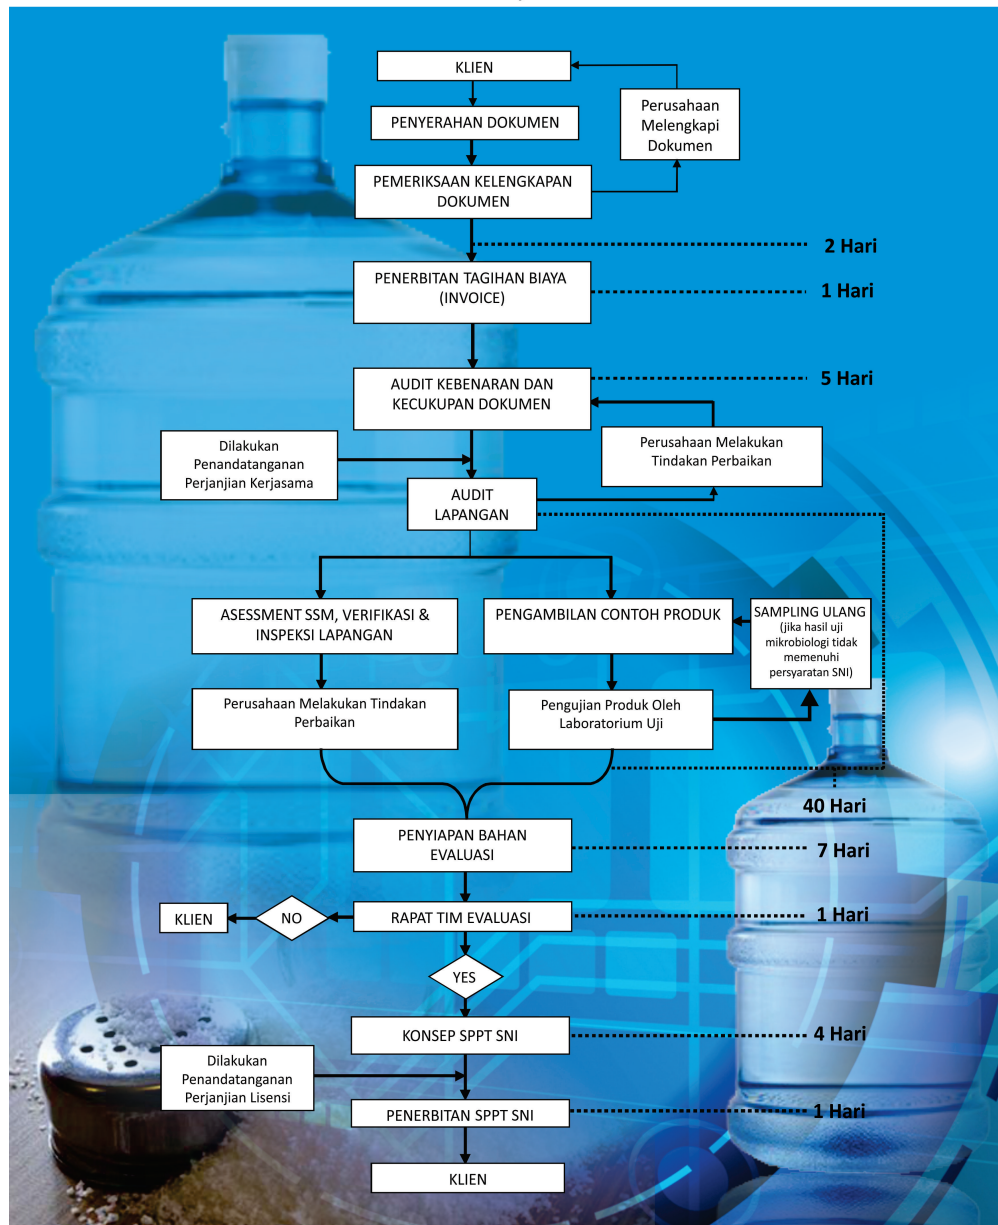 KLIEN
Perusahaan
Melengkapi
Dokumen
PENYERAHAN DOKUMEN
PEMERIKSAAN KELENGKAPAN
DOKUMEN
2 Hari
PENERBITAN TAGIHAN BIAYA
(INVOICE)
1 Hari
AUDIT KEBENARAN DAN
KECUKUPAN DOKUMEN
5 Hari
Dilakukan
Penandatanganan
Perjanjian Kerjasama
Perusahaan Melakukan
Tindakan Perbaikan
AUDIT
LAPANGAN
ASESSMENT SSM, VERIFIKASI &
INSPEKSI LAPANGAN
PENGAMBILAN CONTOH PRODUK
SAMPLING ULANG
(jika hasil uji
mikrobiologi tidak
memenuhi
persyaratan SNI)
Perusahaan Melakukan Tindakan
Perbaikan
Pengujian Produk Oleh
Laboratorium Uji
40 Hari
PENYIAPAN BAHAN
EVALUASI
7 Hari
KLIEN
NO
RAPAT TIM EVALUASI
1 Hari
YES
KONSEP SPPT SNI
4 Hari
Dilakukan
Penandatanganan
Perjanjian Lisensi
PENERBITAN SPPT SNI
1 Hari
KLIEN